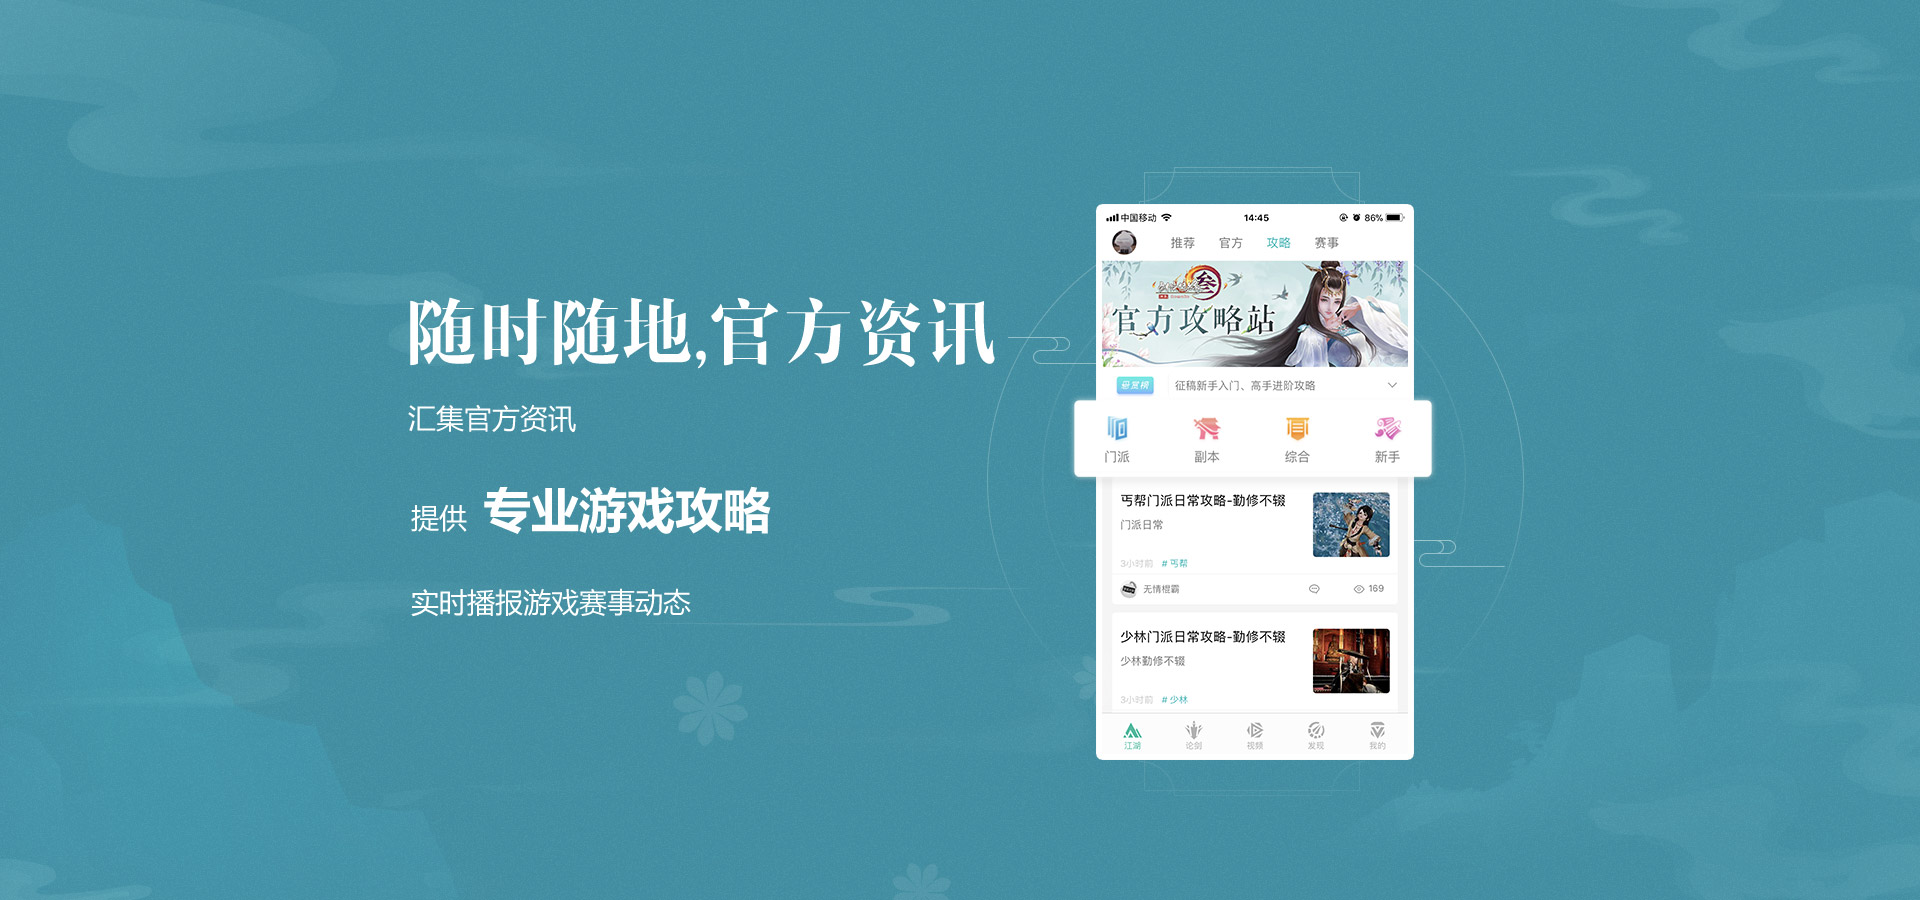 随时随地,官方资讯
汇集官方资讯
提供 专业游戏攻略
实时播报游戏赛事动态
中国移动 14:45 86%
推荐 官方 攻略 赛事
叁
官方攻略站
悬赏榜 征稿新手入门、高手进阶攻略
门派 副本 综合 新手
丐帮门派日常攻略-勤修不辍
门派日常
3小时前 #丐帮
无情棍霸 169
少林门派日常攻略-勤修不辍
少林勤修不辍
3小时前 #少林
江湖 论剑 视频 发现 我的